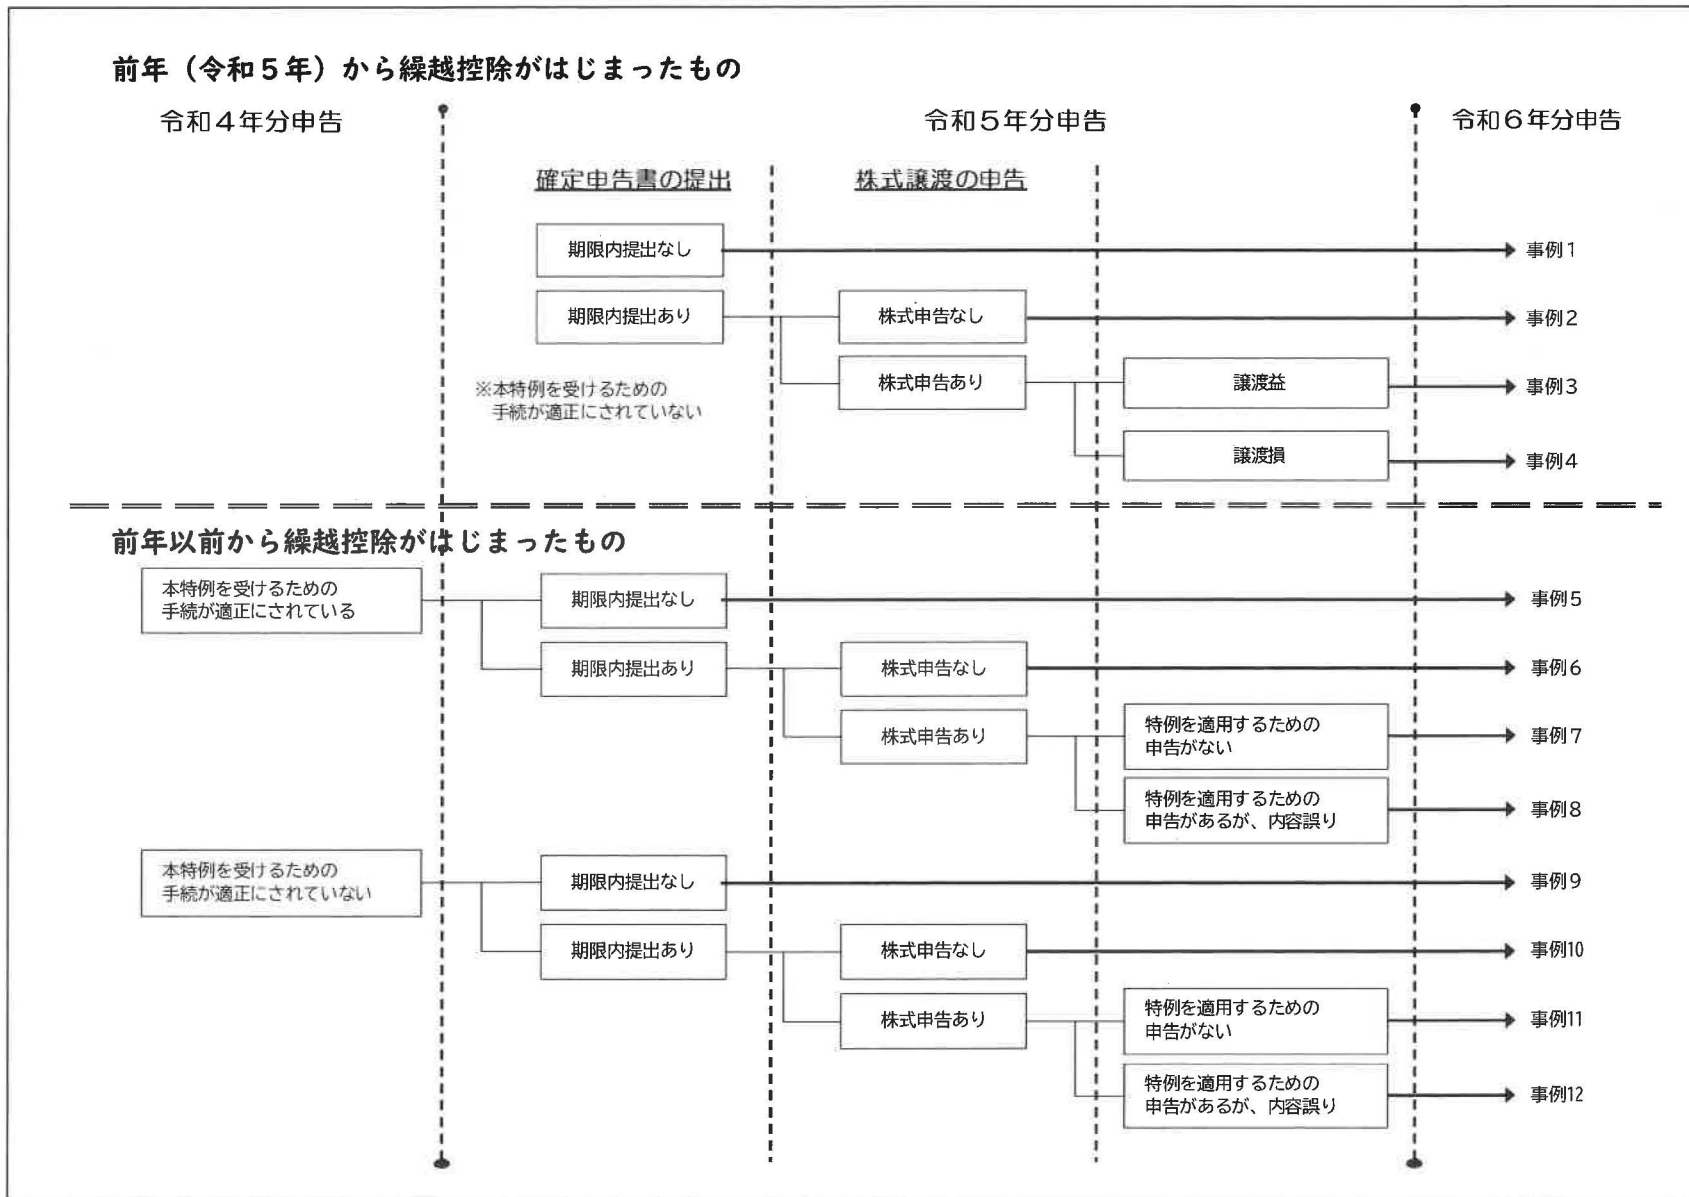 前年（令和５年）から繰越控除がはじまったもの
令和４年分申告
令和５年分申告
令和６年分申告
確定申告書の提出
株式譲渡の申告
期限内提出なし
事例１
期限内提出あり
株式申告なし
事例２
株式申告あり
譲渡益
事例３
※本特例を受けるための
手続が適正にされていない
譲渡損
事例４
前年以前から繰越控除がはじまったもの
本特例を受けるための
手続が適正にされている
期限内提出なし
事例５
期限内提出あり
株式申告なし
事例６
株式申告あり
特例を適用するための
申告がない
事例７
特例を適用するための
申告があるが、内容誤り
事例８
本特例を受けるための
手続が適正にされていない
期限内提出なし
事例９
期限内提出あり
株式申告なし
事例10
株式申告あり
特例を適用するための
申告がない
事例11
特例を適用するための
申告があるが、内容誤り
事例12